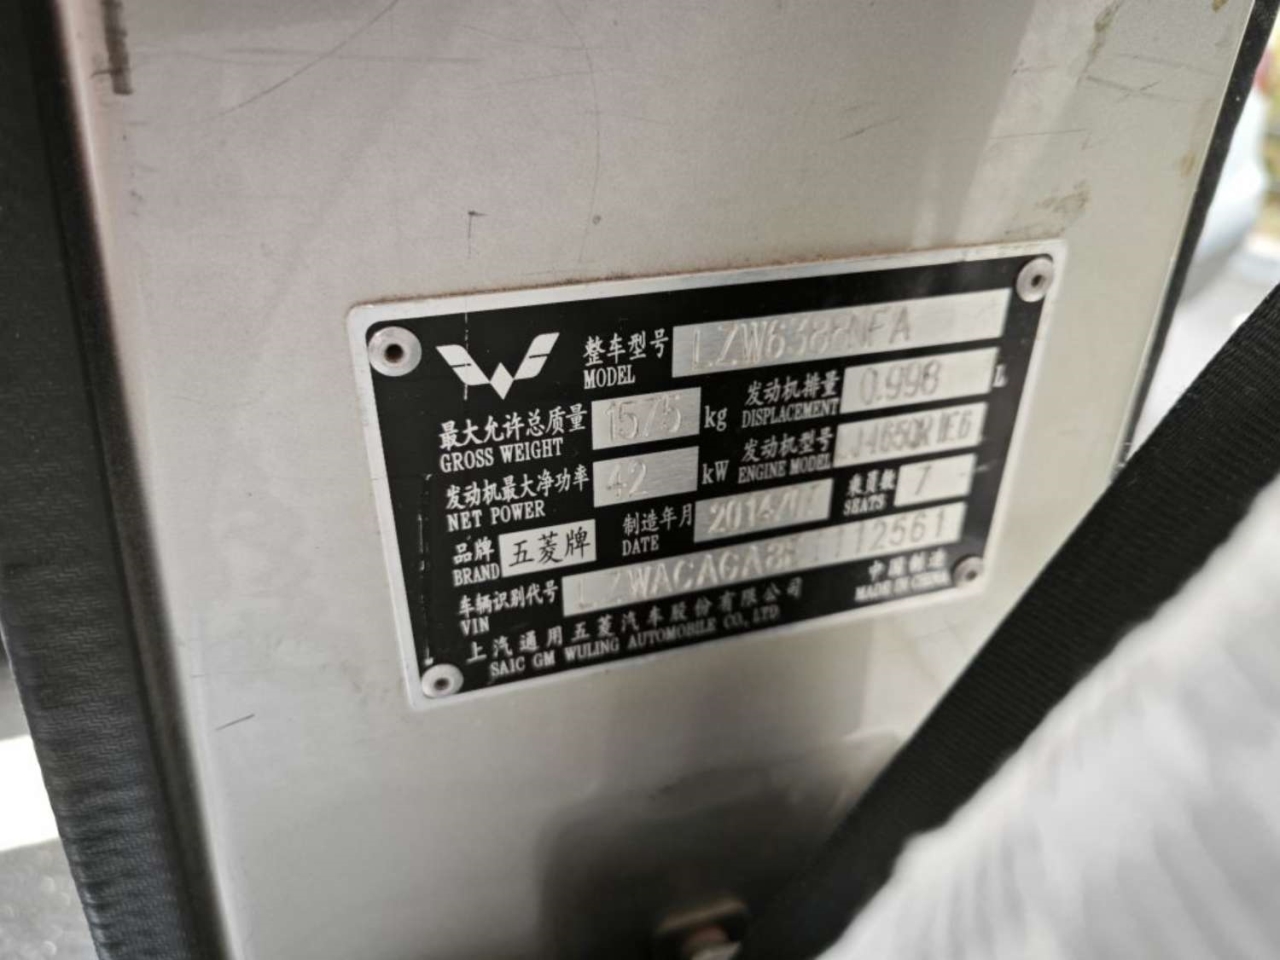 整车型号
MODEL LZW6388NFA
最大允许总质量 1575 kg 发动机排量 0.998 L
GROSS WEIGHT DISPLACEMENT
发动机最大净功率 42 kW 发动机型号
NET POWER ENGINE MODEL LJ465QR1E6
品牌 五菱牌 制造年月 2014/07 乘员数 7
BRAND DATE SEATS
车辆识别代号
VIN
上汽通用五菱汽车股份有限公司 中国制造
SAIC GM WULING AUTOMOBILE CO., LTD MADE IN CHINA